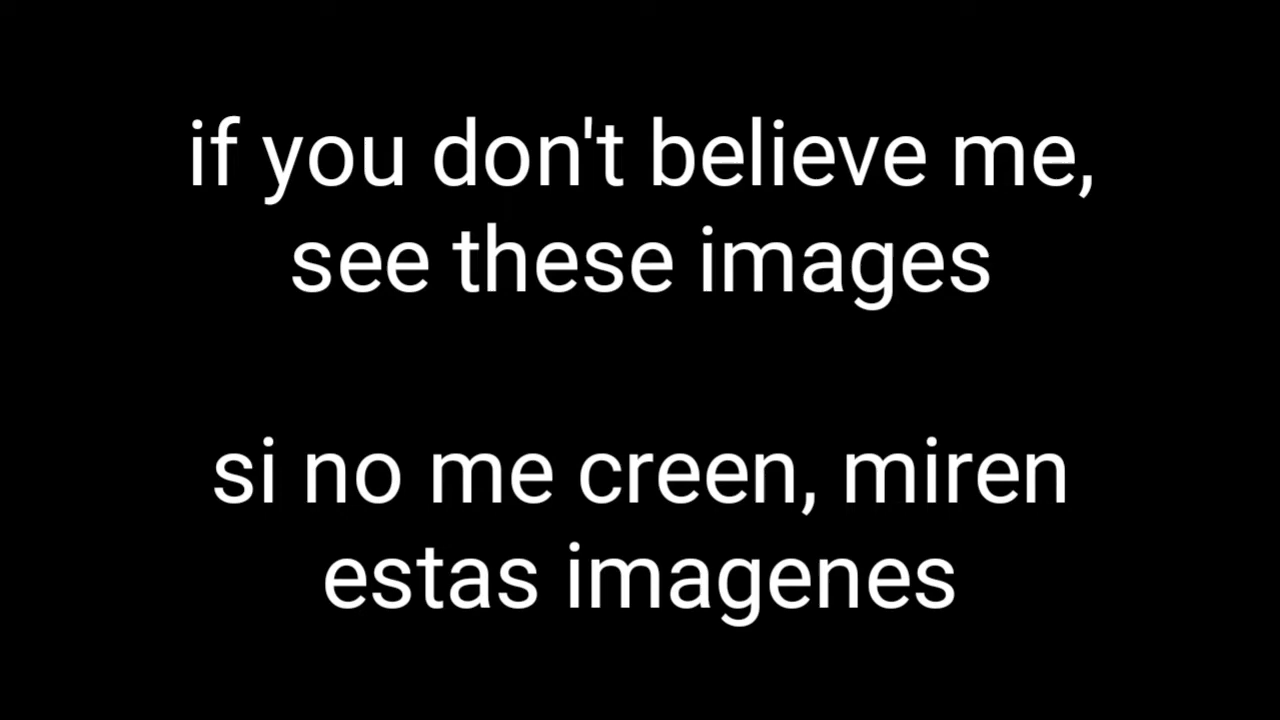 if you don't believe me,
see these images
si no me creen, miren
estas imagenes